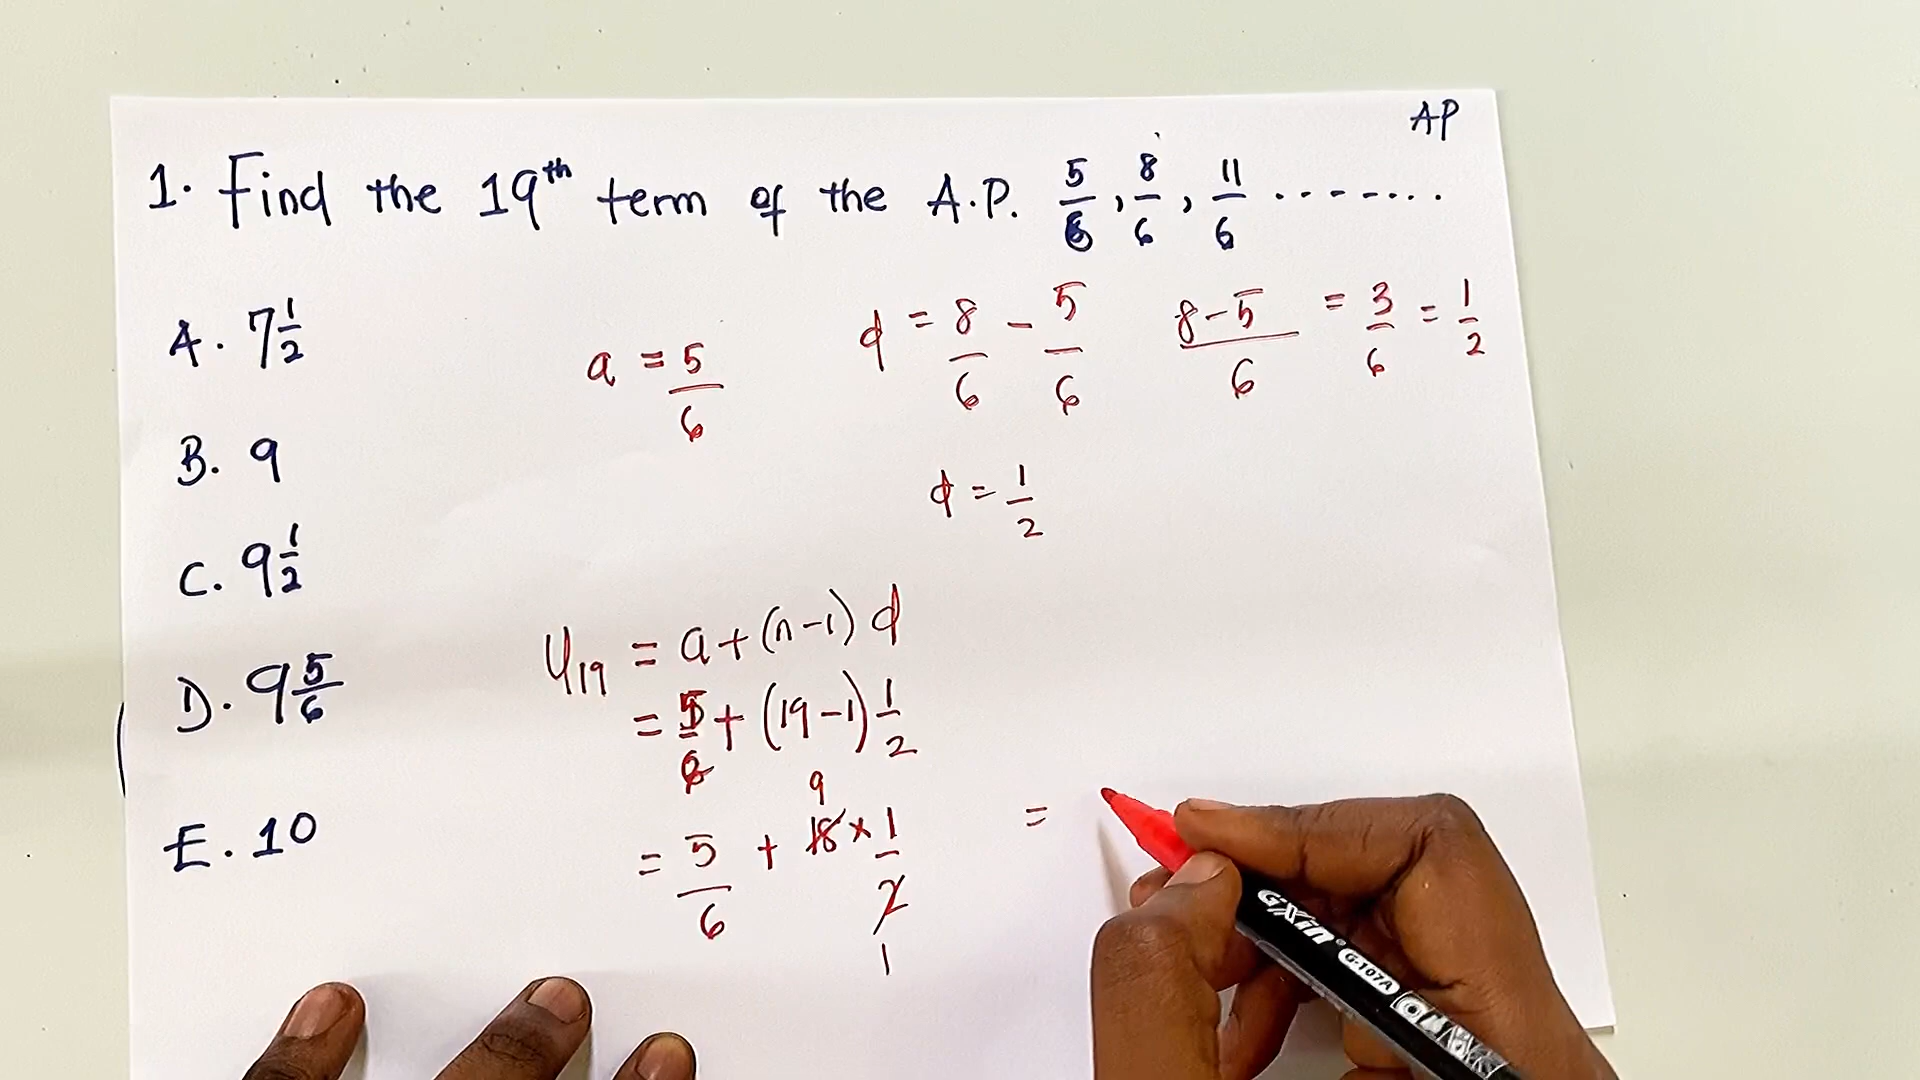 AP
1. Find the 19th term of the A.P. 5/6, 8/6, 11/6 ........
A. 7 1/2
B. 9
C. 9 1/2
D. 9 5/6
E. 10
a = 5/6
d = 8/6 - 5/6
8-5/6 = 3/6 = 1/2
d = 1/2
U19 = a + (n-1) d
= 5/6 + (19-1) 1/2
9
= 5/6 + 18 × 1/2
1
=
GXin G-107A